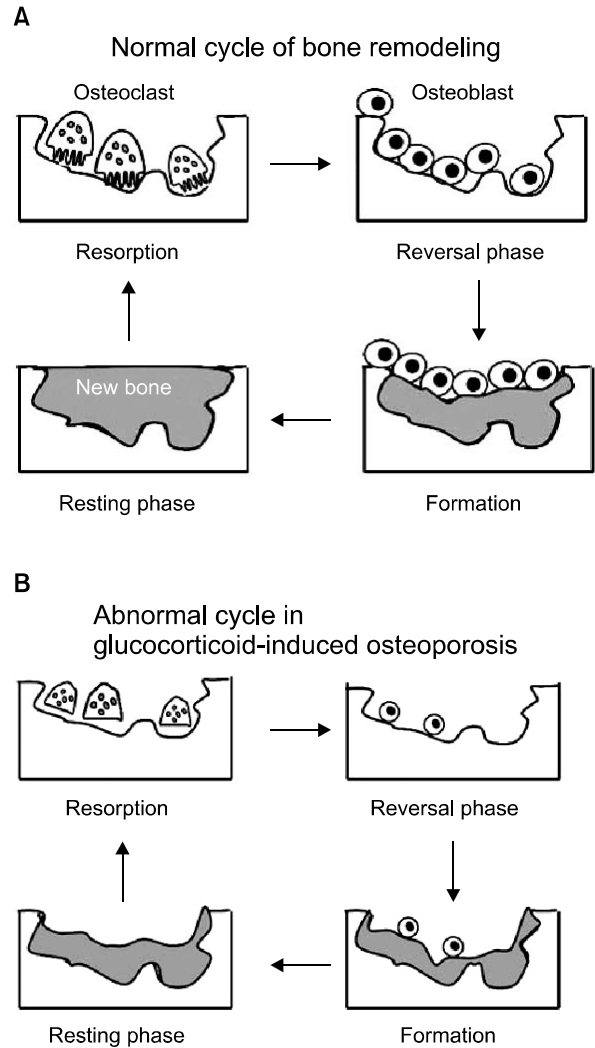 A
Normal cycle of bone remodeling
Osteoclast
Osteoblast
Resorption
Reversal phase
New bone
Resting phase
Formation
B
Abnormal cycle in
glucocorticoid-induced osteoporosis
Resorption
Reversal phase
Resting phase
Formation